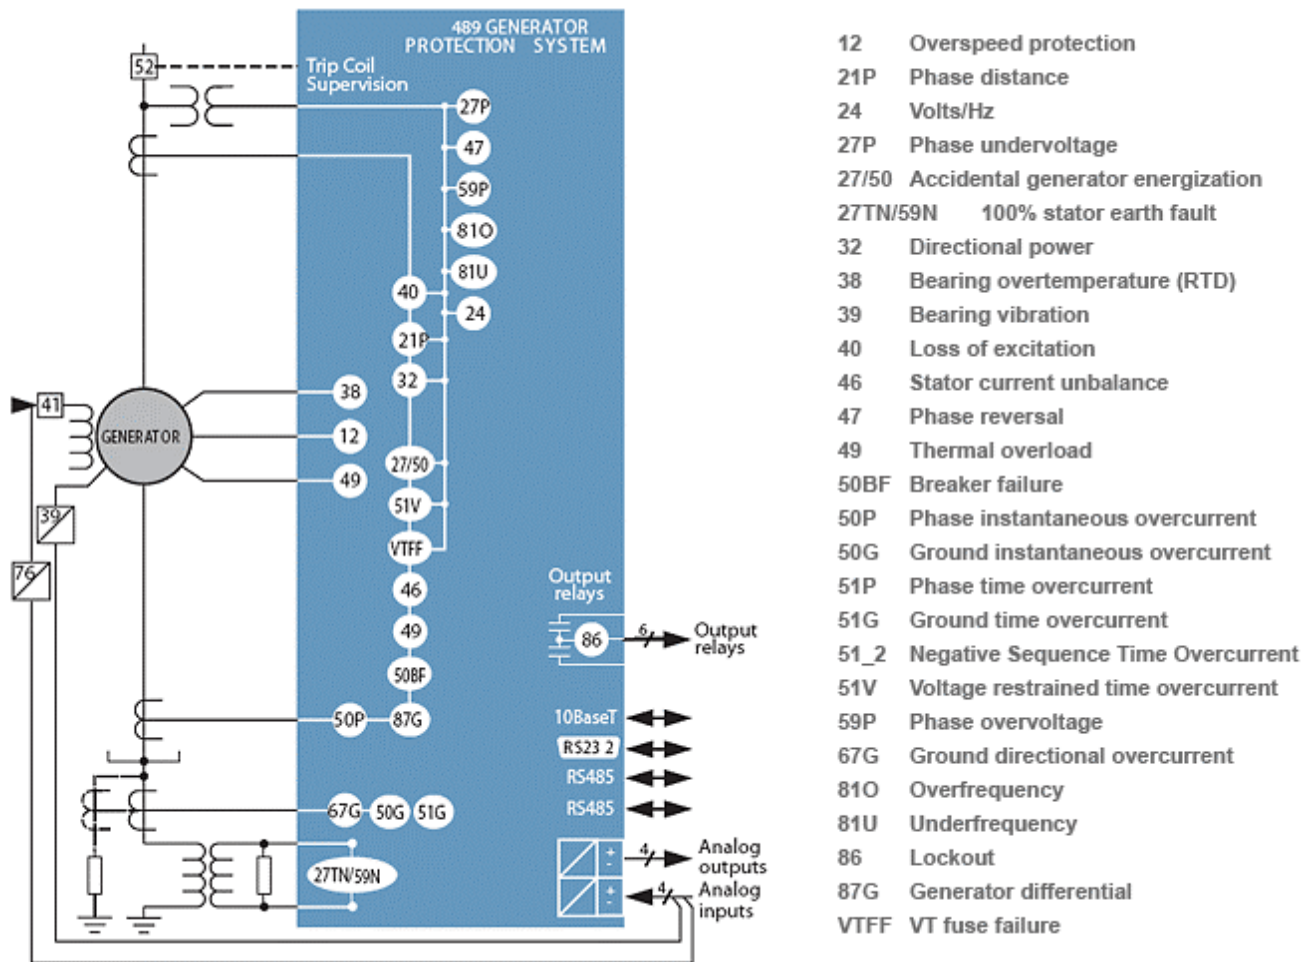 489 GENERATOR
PROTECTION SYSTEM
52
Trip Coil
Supervision
27P
47
59P
81O
81U
40
24
21P
32
38
41
GENERATOR
12
27/50
49
51V
39
VTFF
76
46
49
50BF
50P
87G
Output
relays
86
6
Output
relays
10BaseT
RS23 2
RS485
RS485
67G
50G
51G
27TN/59N
+
-
4
Analog
outputs
+
-
4
Analog
inputs
12 Overspeed protection
21P Phase distance
24 Volts/Hz
27P Phase undervoltage
27/50 Accidental generator energization
27TN/59N 100% stator earth fault
32 Directional power
38 Bearing overtemperature (RTD)
39 Bearing vibration
40 Loss of excitation
46 Stator current unbalance
47 Phase reversal
49 Thermal overload
50BF Breaker failure
50P Phase instantaneous overcurrent
50G Ground instantaneous overcurrent
51P Phase time overcurrent
51G Ground time overcurrent
51_2 Negative Sequence Time Overcurrent
51V Voltage restrained time overcurrent
59P Phase overvoltage
67G Ground directional overcurrent
81O Overfrequency
81U Underfrequency
86 Lockout
87G Generator differential
VTFF VT fuse failure